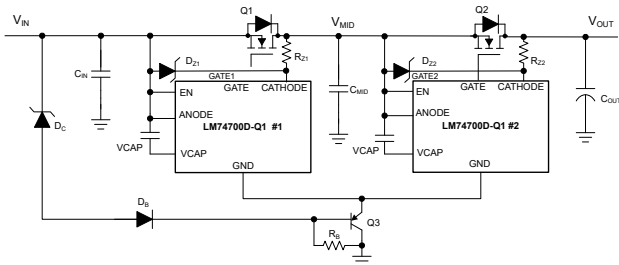 Q1
Q2
VIN
VMID
VOUT
DZ1
RZ1
DZ2
RZ2
CIN
GATE1
CMID
GATE2
COUT
EN
GATE
CATHODE
EN
GATE
CATHODE
ANODE
LM74700D-Q1 #1
ANODE
LM74700D-Q1 #2
DC
VCAP
VCAP
GND
VCAP
VCAP
GND
DB
Q3
RB